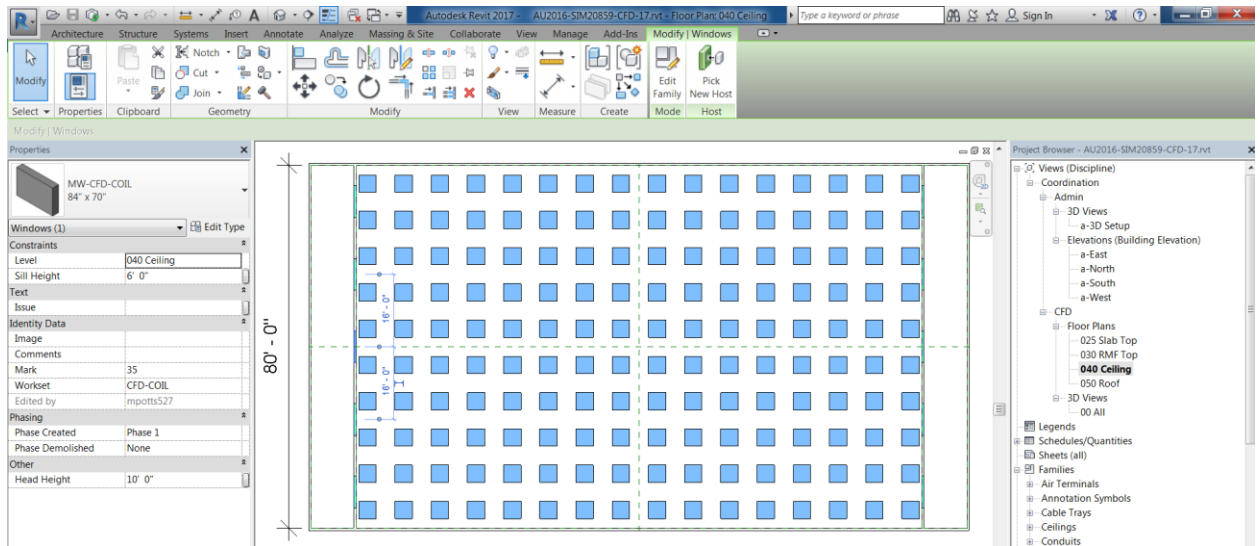 Autodesk Revit 2017 - AU2016-SIM20859-CFD-17.rvt - Floor Plan: 040 Ceiling
Type a keyword or phrase
Sign In
Architecture Structure Systems Insert Annotate Analyze Massing & Site Collaborate View Manage Add-Ins Modify | Windows
Modify
Paste
Notch
Cut
Join
Edit Family
Pick New Host
Select Properties Clipboard Geometry Modify View Measure Create Mode Host
Modify | Windows
Properties
MW-CFD-COIL
84" x 70"
Windows (1)
Edit Type
Constraints
Level 040 Ceiling
Sill Height 6' 0"
Text
Issue
Identity Data
Image
Comments
Mark 35
Workset CFD-COIL
Edited by mpotts527
Phasing
Phase Created Phase 1
Phase Demolished None
Other
Head Height 10' 0"
80' - 0"
16' - 0"
16' - 0"
2D
Project Browser - AU2016-SIM20859-CFD-17.rvt
Views (Discipline)
Coordination
Admin
3D Views
a-3D Setup
Elevations (Building Elevation)
a-East
a-North
a-South
a-West
CFD
Floor Plans
025 Slab Top
030 RMF Top
040 Ceiling
050 Roof
3D Views
00 All
Legends
Schedules/Quantities
Sheets (all)
Families
Air Terminals
Annotation Symbols
Cable Trays
Ceilings
Conduits